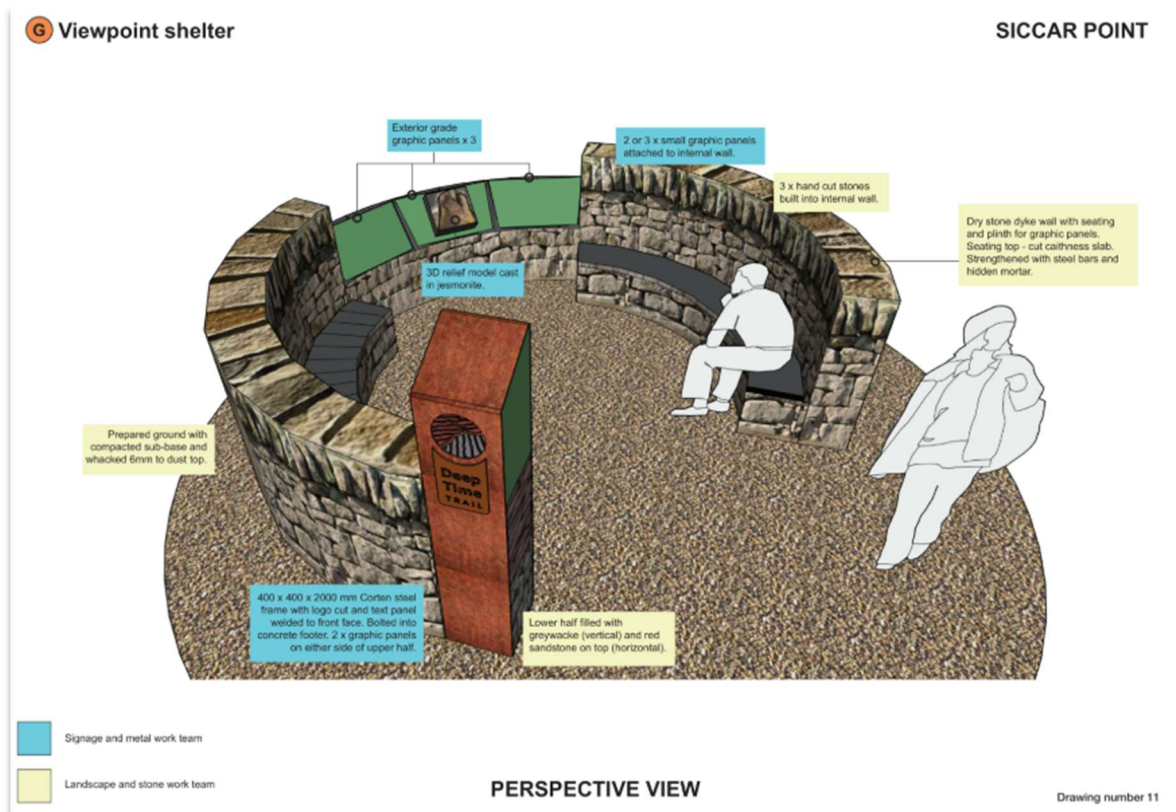 G Viewpoint shelter
SICCAR POINT
Exterior grade
graphic panels x 3
2 or 3 x small graphic panels
attached to internal wall.
3 x hand cut stones
built into internal wall.
Dry stone dyke wall with seating
and plinth for graphic panels.
Seating top - cut caithness slab.
Strengthened with steel bars and
hidden mortar.
3D relief model cast
in jesmonite.
Prepared ground with
compacted sub-base and
whacked 6mm to dust top.
Deep
Time
TRAIL
400 x 400 x 2000 mm Corten steel
frame with logo cut and text panel
welded to front face. Bolted into
concrete footer. 2 x graphic panels
on either side of upper half.
Lower half filled with
greywacke (vertical) and red
sandstone on top (horizontal).
Signage and metal work team
Landscape and stone work team
PERSPECTIVE VIEW
Drawing number 11